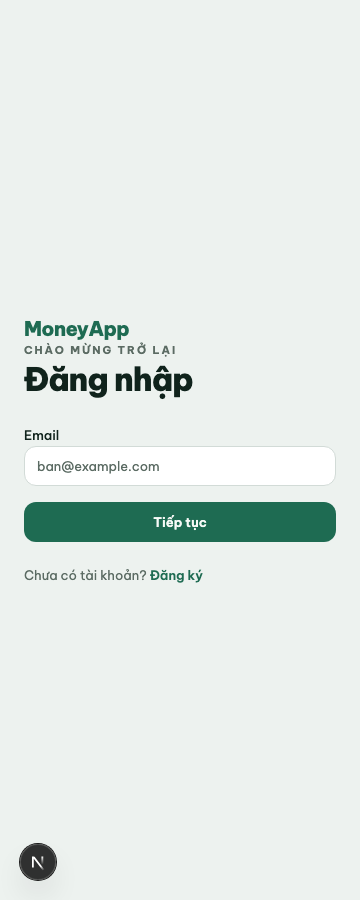 MoneyApp
CHÀO MỪNG TRỞ LẠI
Đăng nhập
Email
ban@example.com
Tiếp tục
Chưa có tài khoản? Đăng ký
N